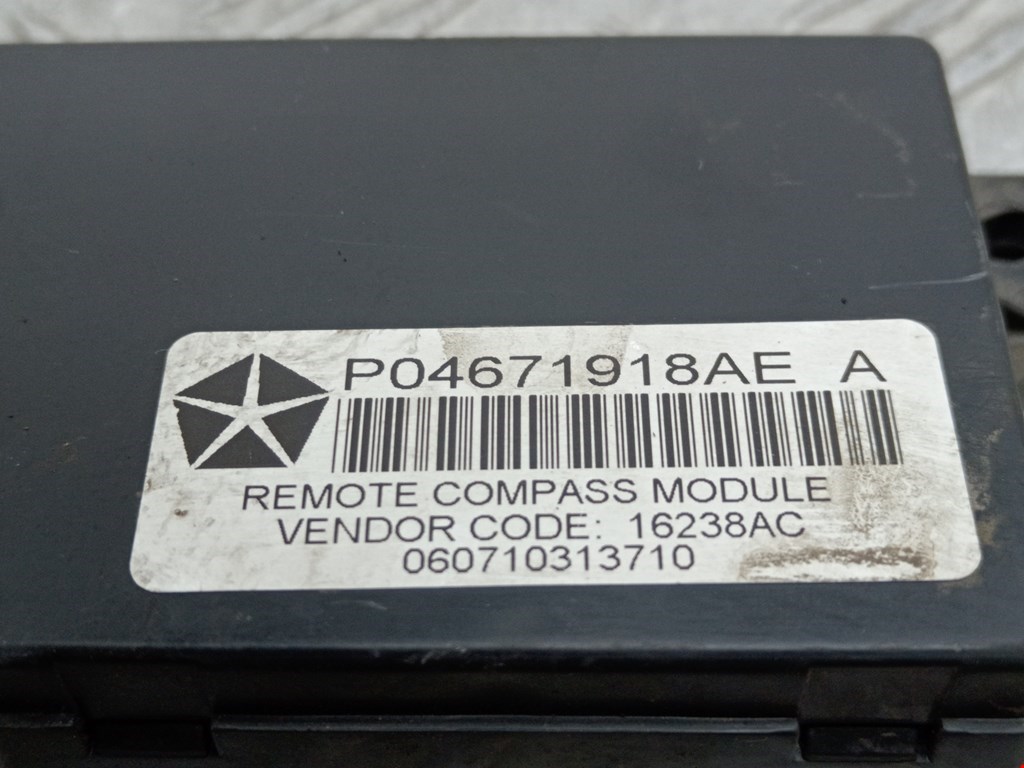 P04671918AE A
REMOTE COMPASS MODULE
VENDOR CODE: 16238AC
060710313710